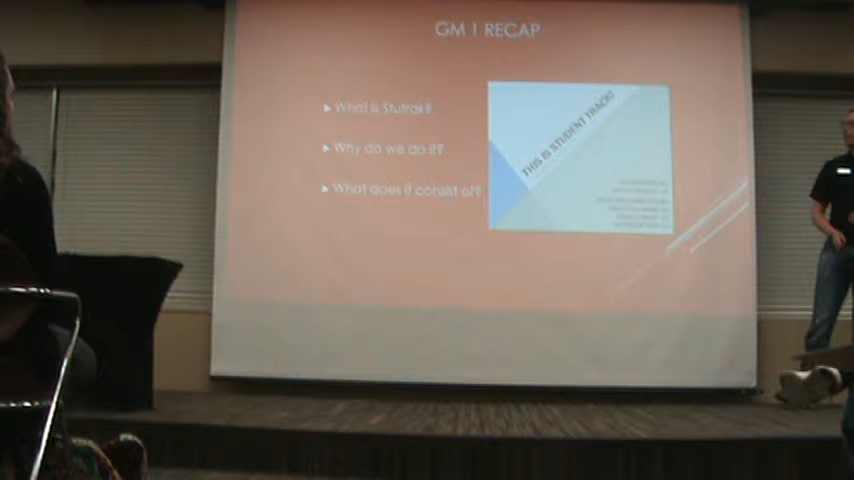 GM 1 RECAP
What is Stutrak?
Why do we do it?
What does it consist of?
THIS IS STUDENT TRACK!